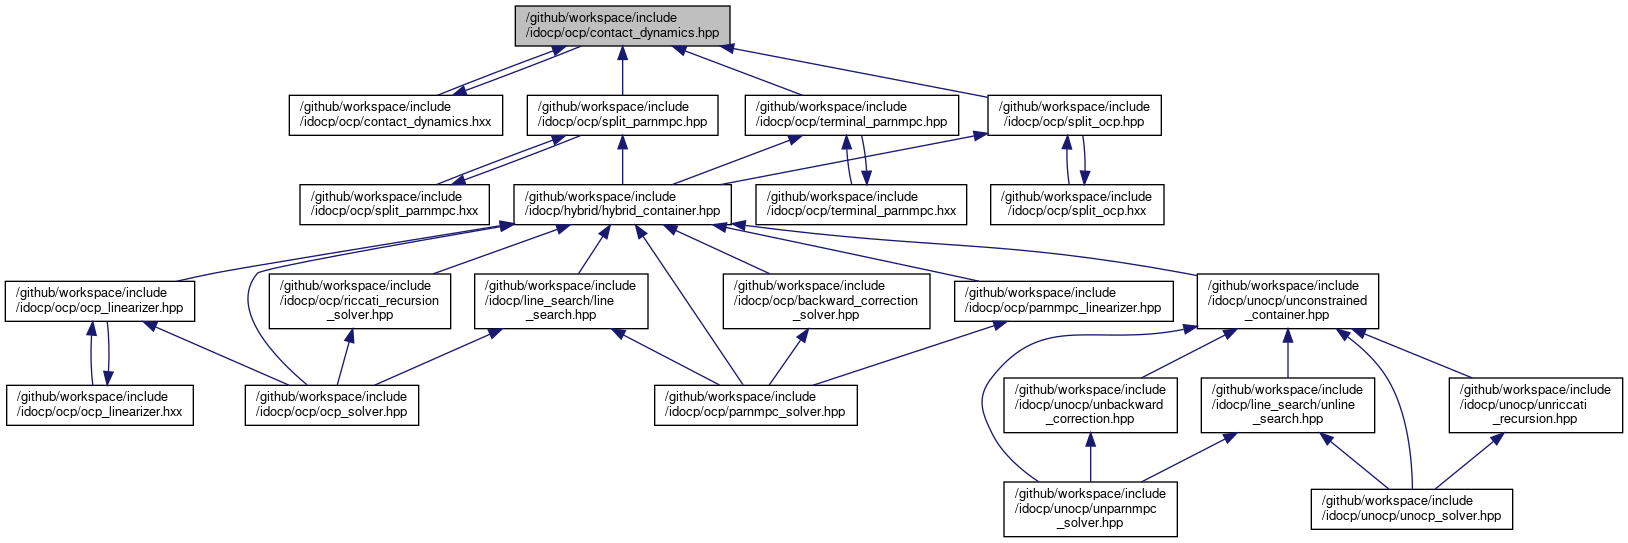 /github/workspace/include
/idocp/ocp/contact_dynamics.hpp
/github/workspace/include
/idocp/ocp/contact_dynamics.hxx
/github/workspace/include
/idocp/ocp/split_parnmpc.hpp
/github/workspace/include
/idocp/ocp/terminal_parnmpc.hpp
/github/workspace/include
/idocp/ocp/split_ocp.hpp
/github/workspace/include
/idocp/ocp/split_parnmpc.hxx
/github/workspace/include
/idocp/hybrid/hybrid_container.hpp
/github/workspace/include
/idocp/ocp/terminal_parnmpc.hxx
/github/workspace/include
/idocp/ocp/split_ocp.hxx
/github/workspace/include
/idocp/ocp/ocp_linearizer.hpp
/github/workspace/include
/idocp/ocp/riccati_recursion
_solver.hpp
/github/workspace/include
/idocp/line_search/line
_search.hpp
/github/workspace/include
/idocp/ocp/backward_correction
_solver.hpp
/github/workspace/include
/idocp/ocp/parnmpc_linearizer.hpp
/github/workspace/include
/idocp/unocp/unconstrained
_container.hpp
/github/workspace/include
/idocp/ocp/ocp_linearizer.hxx
/github/workspace/include
/idocp/ocp/ocp_solver.hpp
/github/workspace/include
/idocp/ocp/parnmpc_solver.hpp
/github/workspace/include
/idocp/unocp/unbackward
_correction.hpp
/github/workspace/include
/idocp/line_search/unline
_search.hpp
/github/workspace/include
/idocp/unocp/unriccati
_recursion.hpp
/github/workspace/include
/idocp/unocp/unparnmpc
_solver.hpp
/github/workspace/include
/idocp/unocp/unocp_solver.hpp